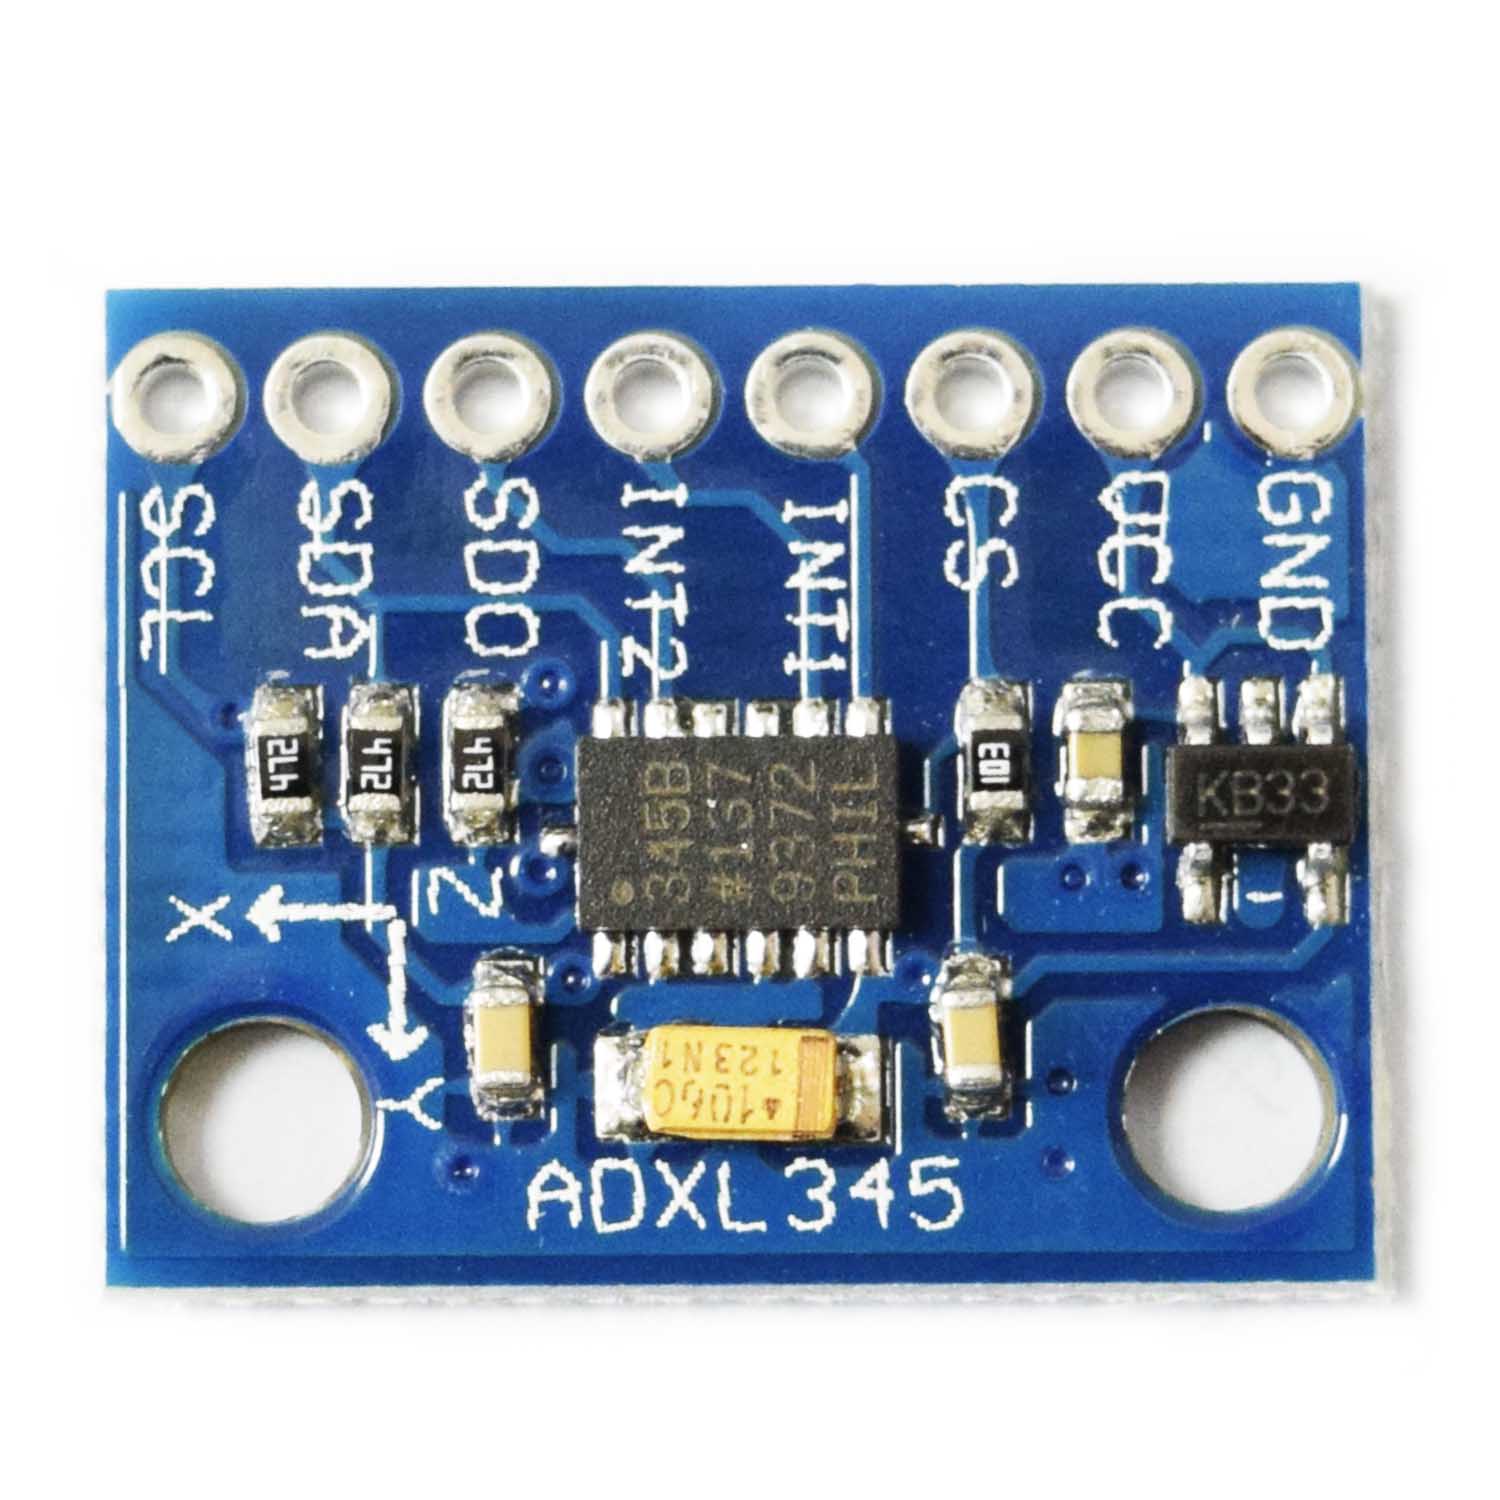 SCL
SDA
SDO
INT2
INT1
CS
VCC
GND
472
472
472
103
345B
#157
9372
PHIL
KB33
X
Z
Y
106C
123N1
ADXL345